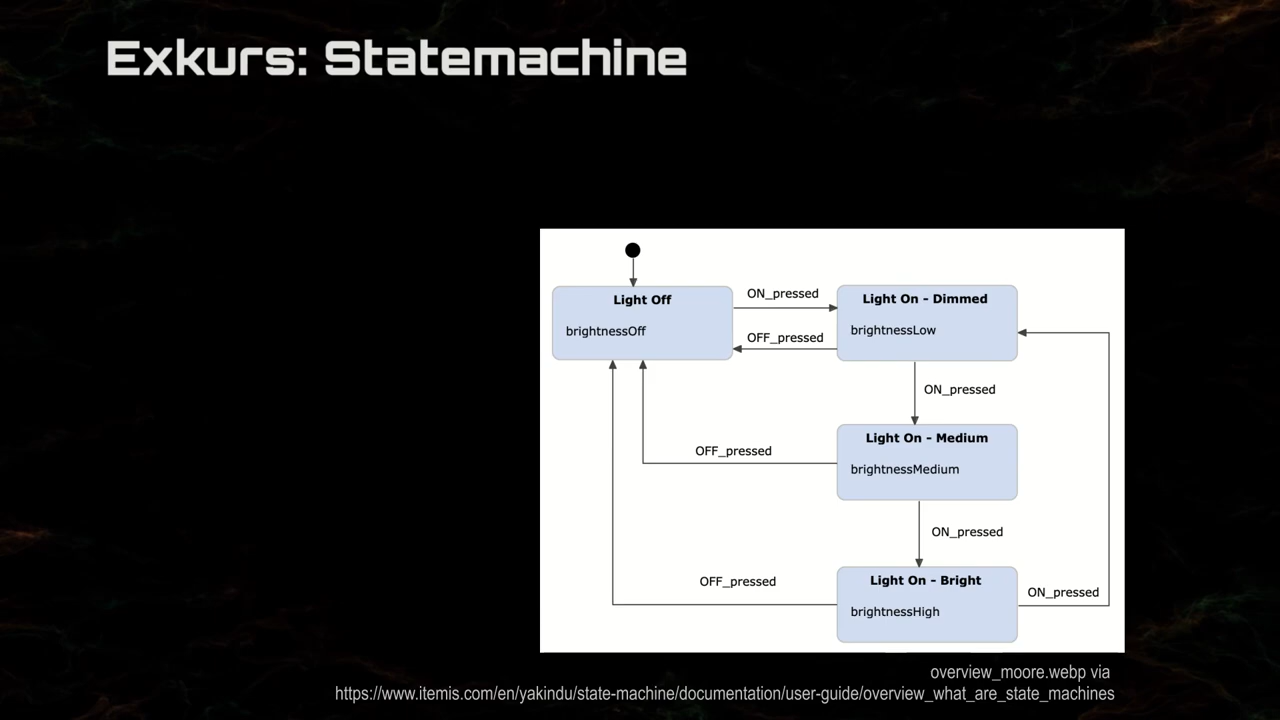 Exkurs: Statemachine
Light Off
brightnessOff
ON_pressed
OFF_pressed
Light On - Dimmed
brightnessLow
ON_pressed
Light On - Medium
brightnessMedium
OFF_pressed
ON_pressed
Light On - Bright
brightnessHigh
OFF_pressed
ON_pressed
overview_moore.webp via
https://www.itemis.com/en/yakindu/state-machine/documentation/user-guide/overview_what_are_state_machines